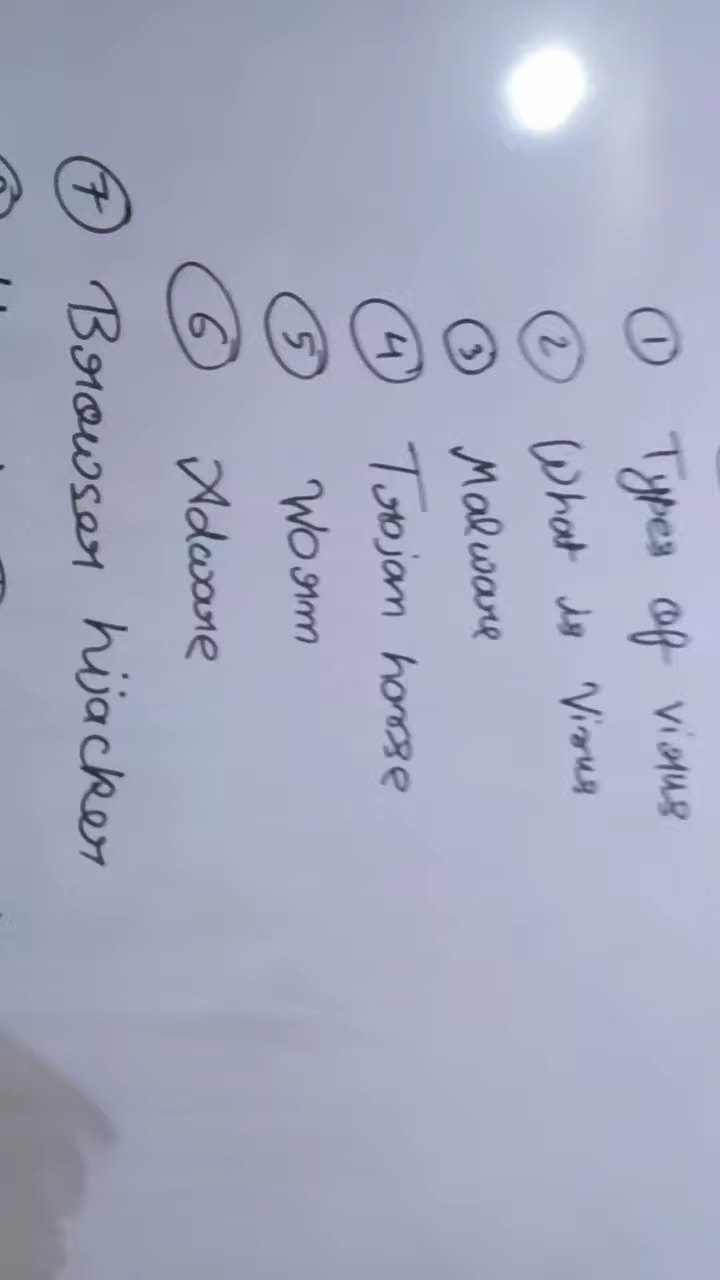 ① Types of virus
② What is Virus
③ Malware
④ Trojan horse
⑤ Worm
⑥ Adware
⑦ Browser hijacker